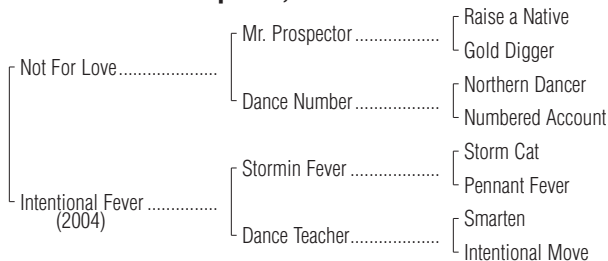 Raise a Native
Mr. Prospector ..................
Gold Digger
Not For Love.....................
Northern Dancer
Dance Number ..................
Numbered Account
Storm Cat
Stormin Fever ..................
Pennant Fever
Intentional Fever ...............
(2004)
Smarten
Dance Teacher..................
Intentional Move